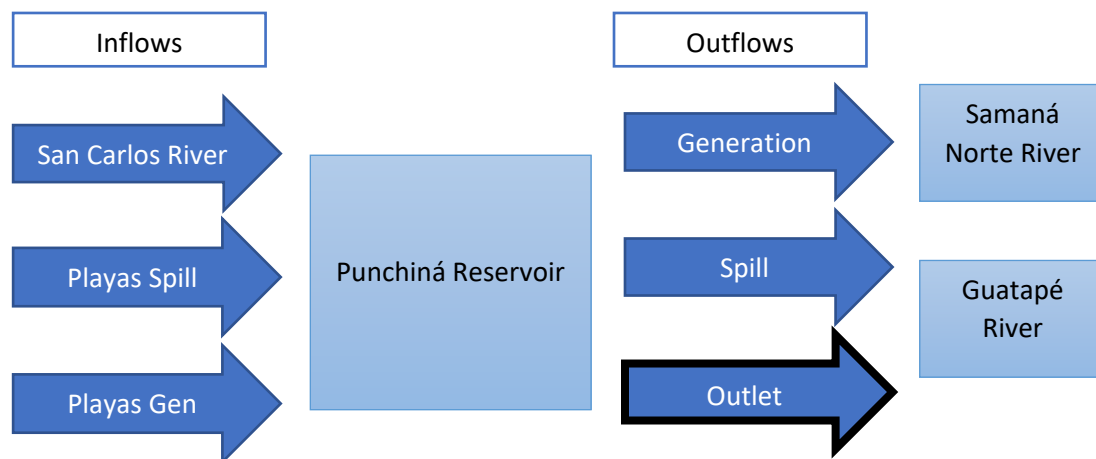 Inflows
Outflows
San Carlos River
Playas Spill
Playas Gen
Punchiná Reservoir
Generation
Spill
Outlet
Samaná
Norte River
Guatapé
River